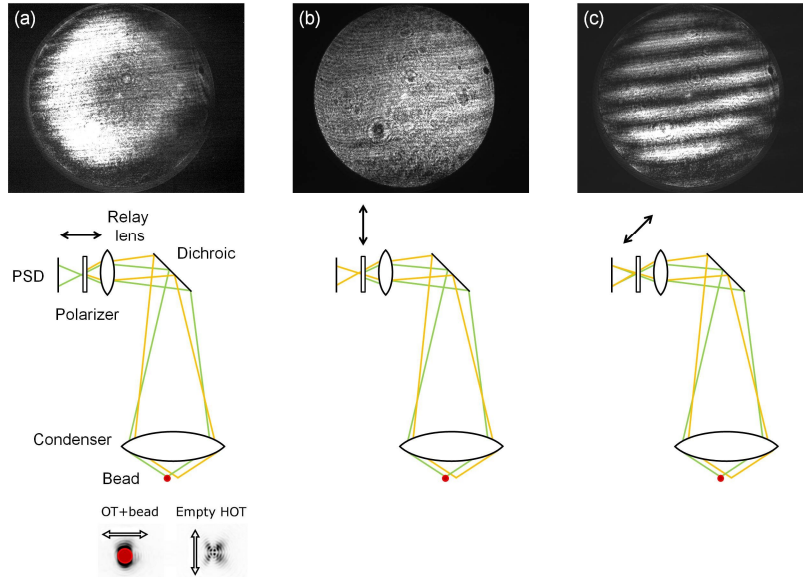 (a)
(b)
(c)
Relay
lens
Dichroic
PSD
Polarizer
Condenser
Bead
OT+bead
Empty HOT